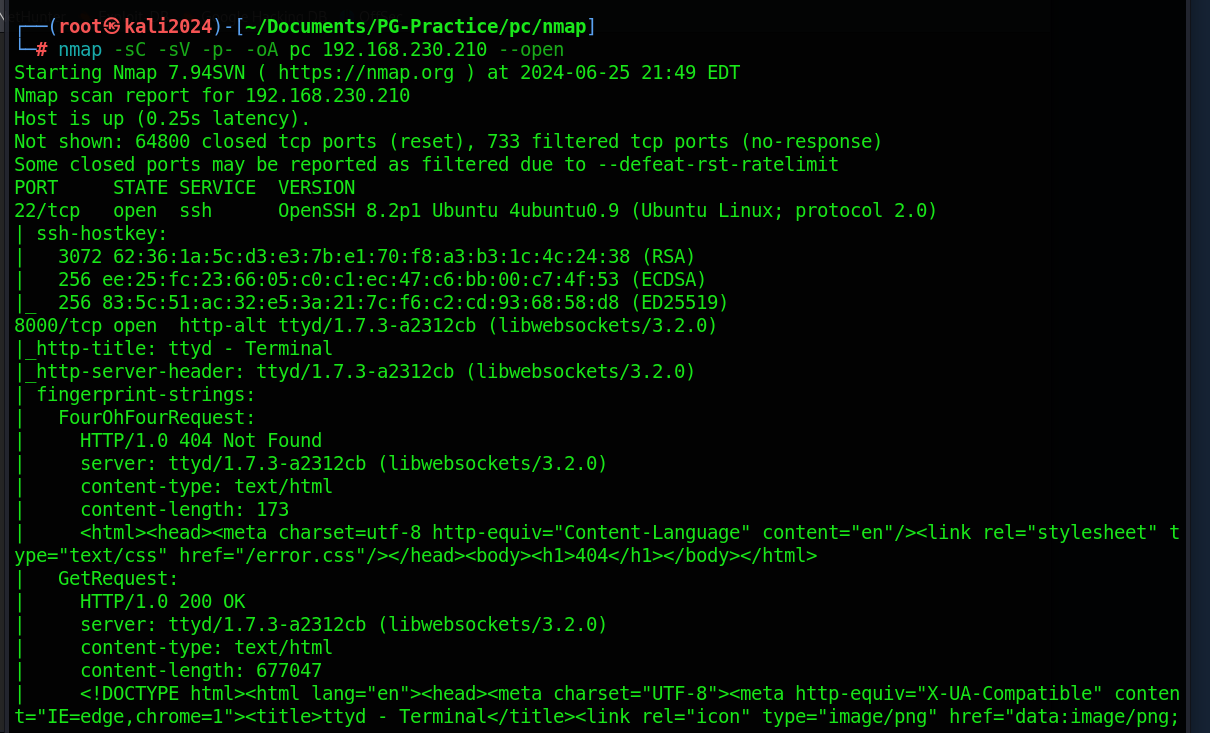 ┌──(root㉿kali2024)-[~/Documents/PG-Practice/pc/nmap]
└─# nmap -sC -sV -p- -oA pc 192.168.230.210 --open
Starting Nmap 7.94SVN ( https://nmap.org ) at 2024-06-25 21:49 EDT
Nmap scan report for 192.168.230.210
Host is up (0.25s latency).
Not shown: 64800 closed tcp ports (reset), 733 filtered tcp ports (no-response)
Some closed ports may be reported as filtered due to --defeat-rst-ratelimit
PORT     STATE SERVICE  VERSION
22/tcp   open  ssh      OpenSSH 8.2p1 Ubuntu 4ubuntu0.9 (Ubuntu Linux; protocol 2.0)
| ssh-hostkey:
|   3072 62:36:1a:5c:d3:e3:7b:e1:70:f8:a3:b3:1c:4c:24:38 (RSA)
|   256 ee:25:fc:23:66:05:c0:c1:ec:47:c6:bb:00:c7:4f:53 (ECDSA)
|_  256 83:5c:51:ac:32:e5:3a:21:7c:f6:c2:cd:93:68:58:d8 (ED25519)
8000/tcp open  http-alt ttyd/1.7.3-a2312cb (libwebsockets/3.2.0)
|_http-title: ttyd - Terminal
|_http-server-header: ttyd/1.7.3-a2312cb (libwebsockets/3.2.0)
| fingerprint-strings:
|   FourOhFourRequest:
|     HTTP/1.0 404 Not Found
|     server: ttyd/1.7.3-a2312cb (libwebsockets/3.2.0)
|     content-type: text/html
|     content-length: 173
|     <html><head><meta charset=utf-8 http-equiv="Content-Language" content="en"/><link rel="stylesheet" t
ype="text/css" href="/error.css"/></head><body><h1>404</h1></body></html>
|   GetRequest:
|     HTTP/1.0 200 OK
|     server: ttyd/1.7.3-a2312cb (libwebsockets/3.2.0)
|     content-type: text/html
|     content-length: 677047
|     <!DOCTYPE html><html lang="en"><head><meta charset="UTF-8"><meta http-equiv="X-UA-Compatible" conten
t="IE=edge,chrome=1"><title>ttyd - Terminal</title><link rel="icon" type="image/png" href="data:image/png;